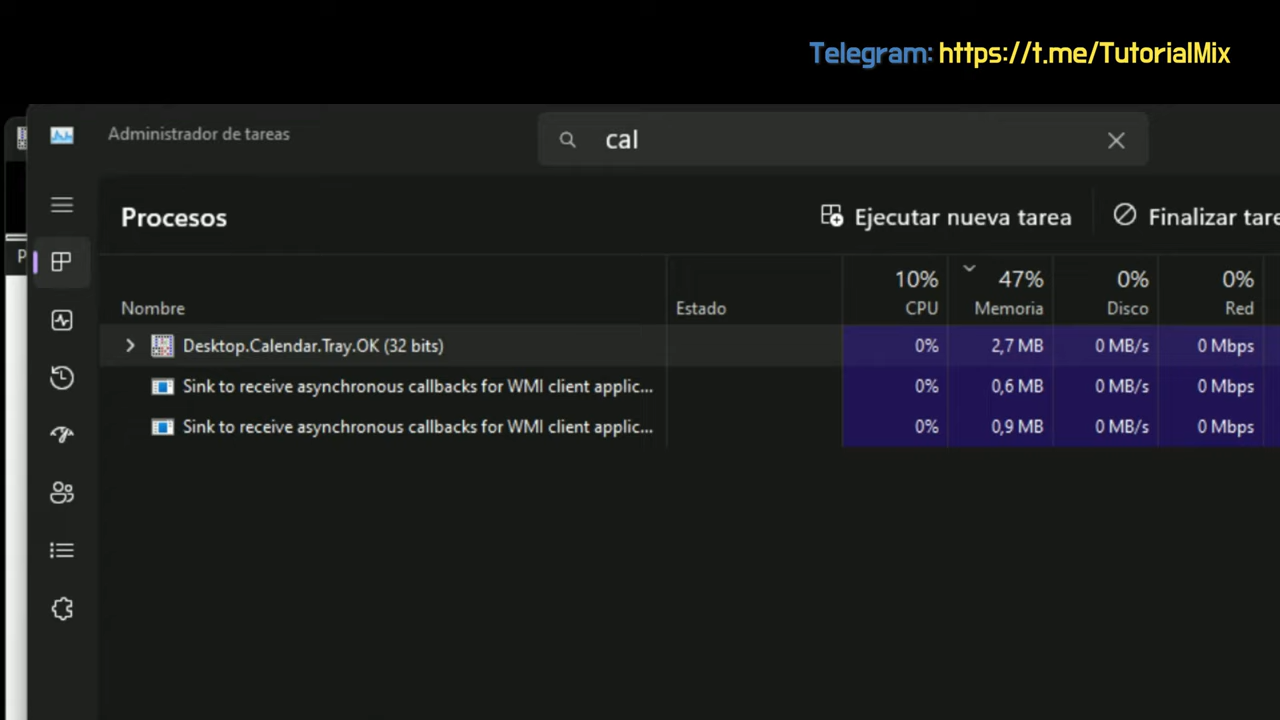 Telegram: https://t.me/TutorialMix
Administrador de tareas
cal
Procesos
Ejecutar nueva tarea
Finalizar tare
10% 47% 0% 0%
Nombre Estado CPU Memoria Disco Red
Desktop.Calendar.Tray.OK (32 bits) 0% 2,7 MB 0 MB/s 0 Mbps
Sink to receive asynchronous callbacks for WMI client applic... 0% 0,6 MB 0 MB/s 0 Mbps
Sink to receive asynchronous callbacks for WMI client applic... 0% 0,9 MB 0 MB/s 0 Mbps
P